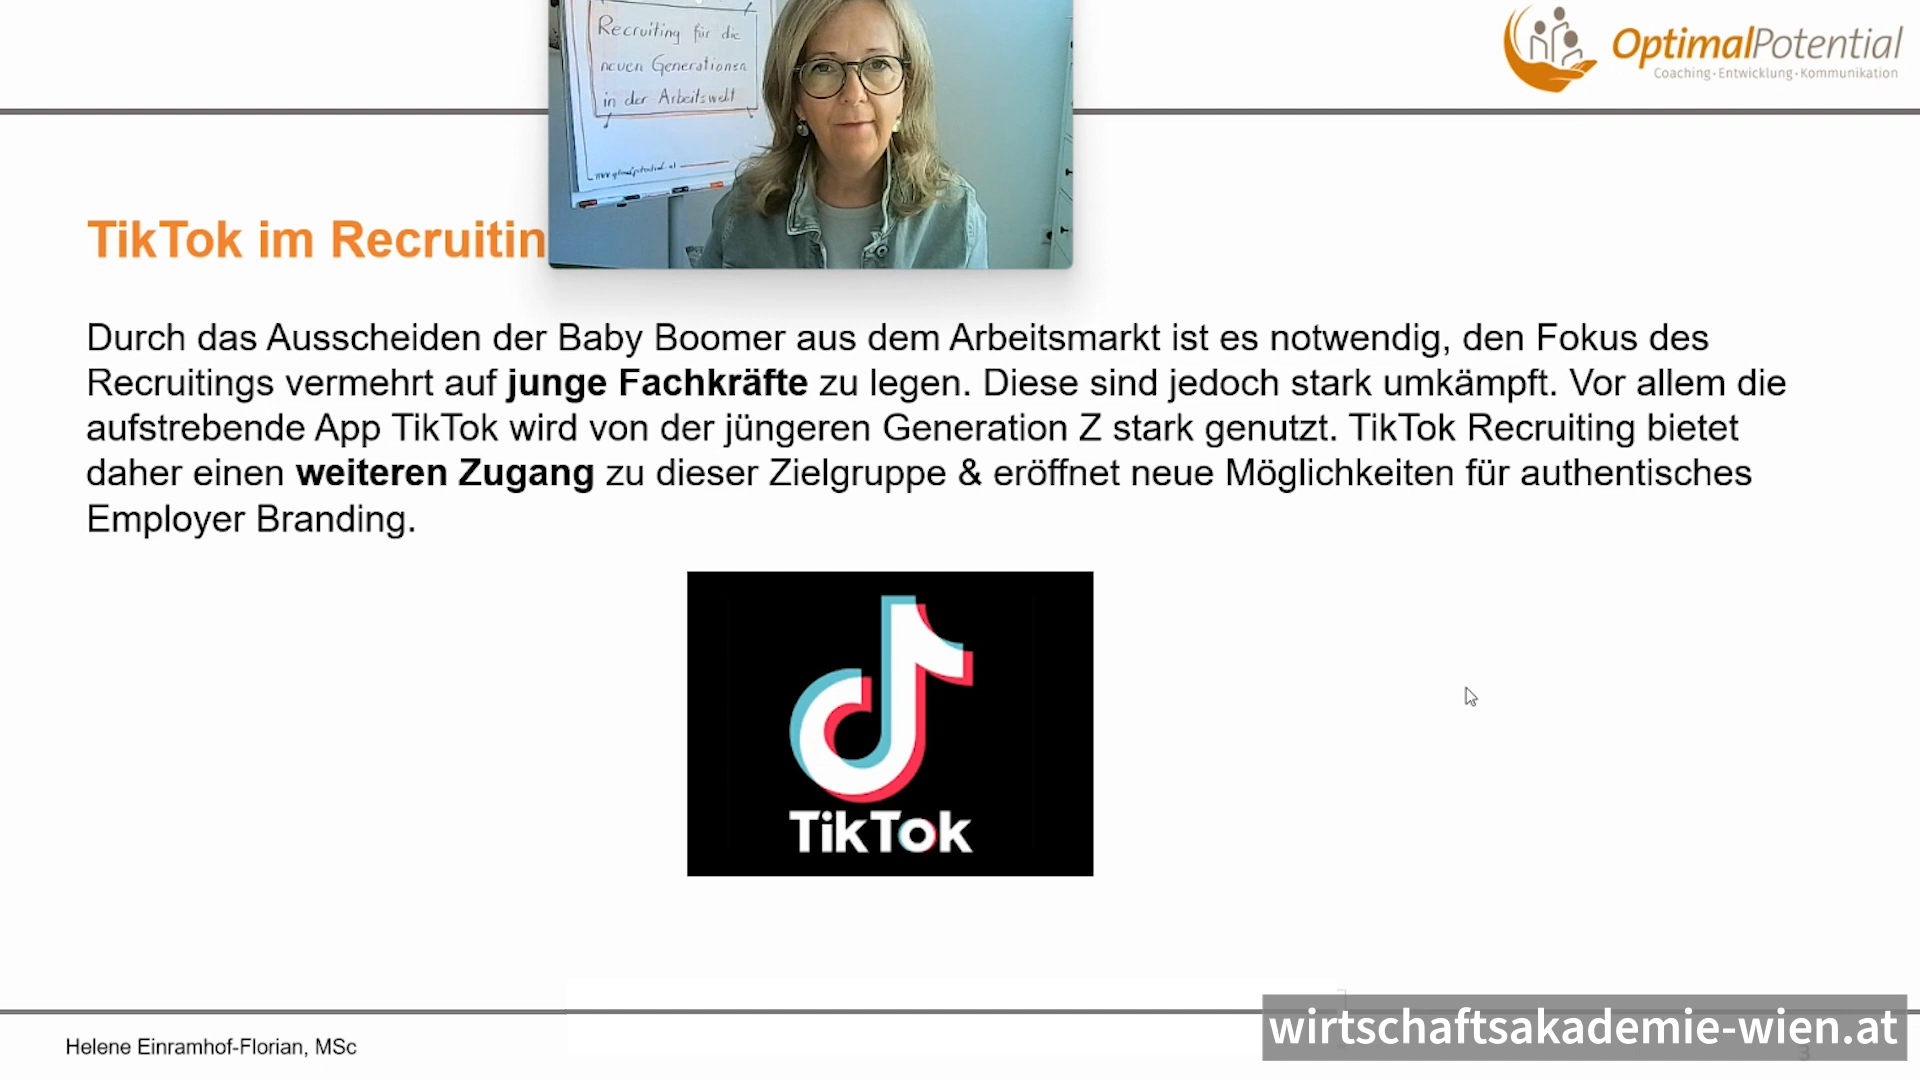 Recruiting für die
neuen Generationen
in der Arbeitswelt
OptimalPotential
Coaching·Entwicklung·Kommunikation
TikTok im Recruitin
Durch das Ausscheiden der Baby Boomer aus dem Arbeitsmarkt ist es notwendig, den Fokus des
Recruitings vermehrt auf junge Fachkräfte zu legen. Diese sind jedoch stark umkämpft. Vor allem die
aufstrebende App TikTok wird von der jüngeren Generation Z stark genutzt. TikTok Recruiting bietet
daher einen weiteren Zugang zu dieser Zielgruppe & eröffnet neue Möglichkeiten für authentisches
Employer Branding.
TikTok
Helene Einramhof-Florian, MSc
wirtschaftsakademie-wien.at
3